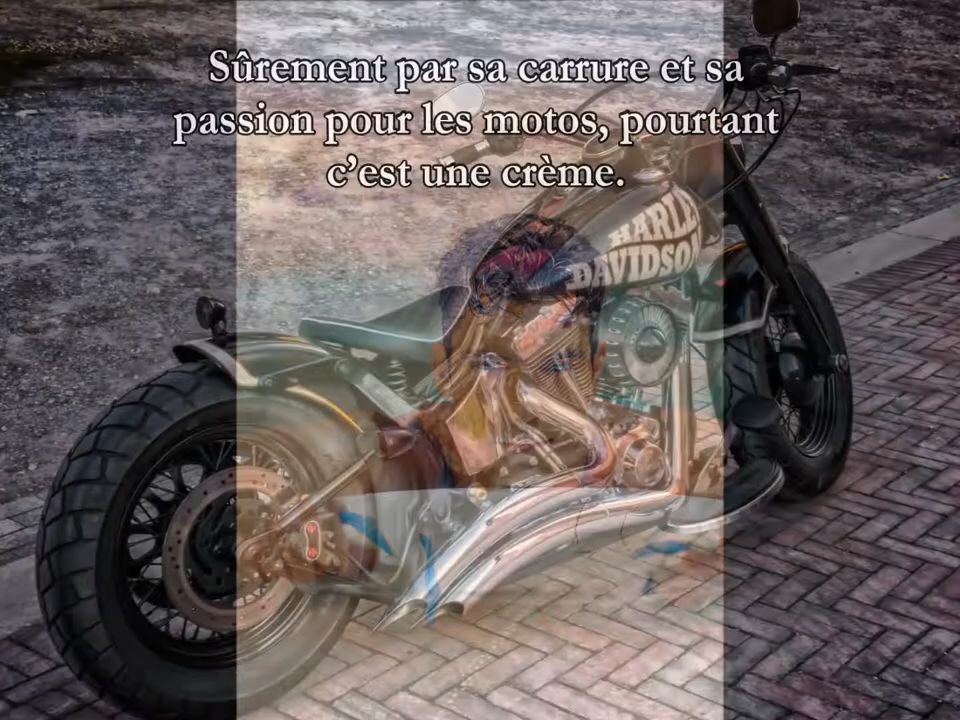 Sûrement par sa carrure et sa
passion pour les motos, pourtant
c'est une crème.
HARLEY
DAVIDSON